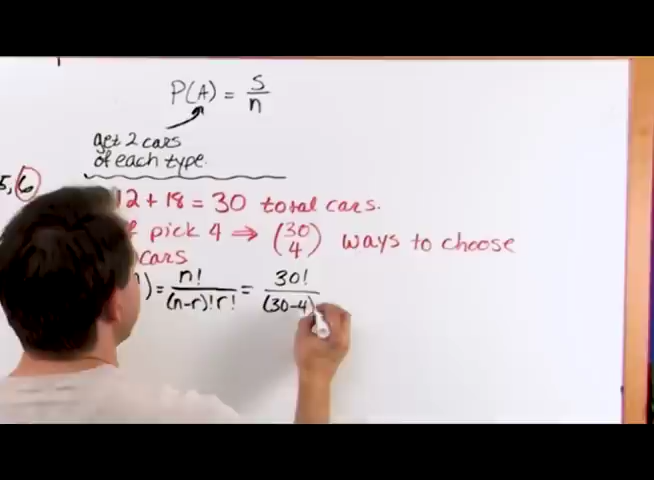 P(A) = s/n
get 2 cars
of each type.
5, 6
12 + 18 = 30 total cars.
pick 4 ⇒ (30 4) ways to choose
cars
) = n!/(n-r)!r! = 30!/(30-4)